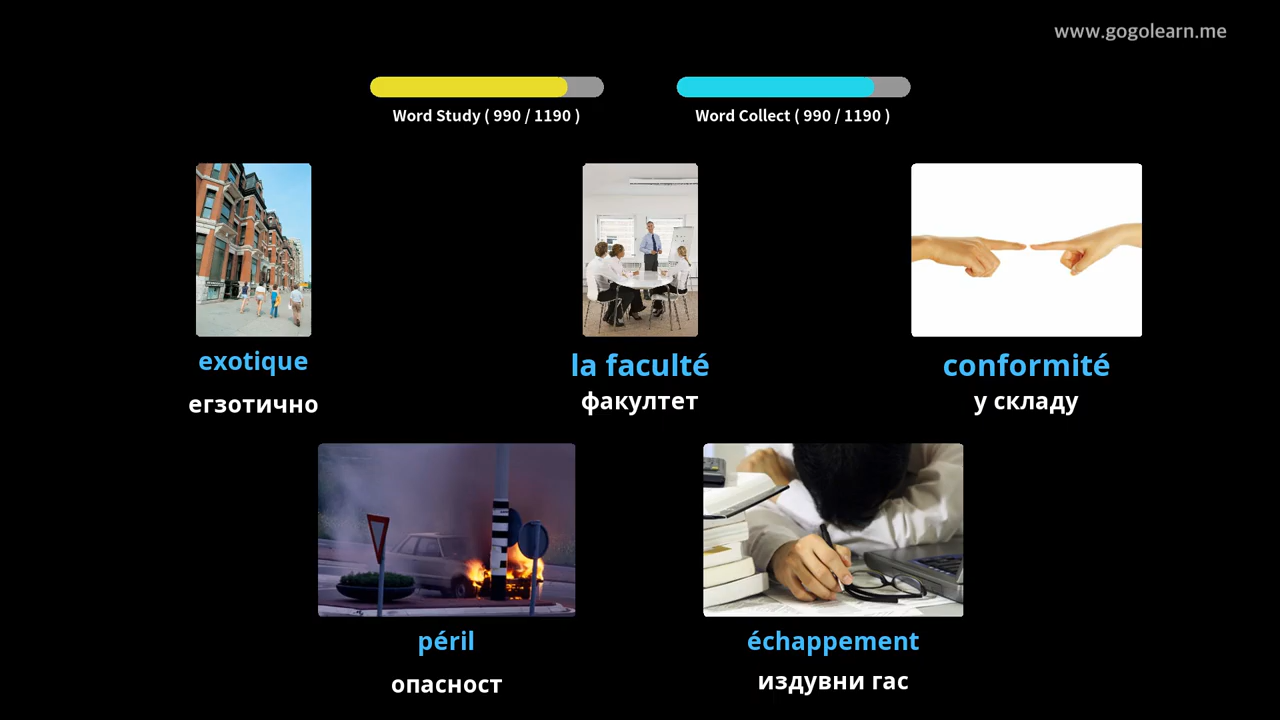 www.gogolearn.me
Word Study ( 990 / 1190 )
Word Collect ( 990 / 1190 )
exotique
егзотично
la faculté
факултет
conformité
у складу
péril
опасност
échappement
издувни гас